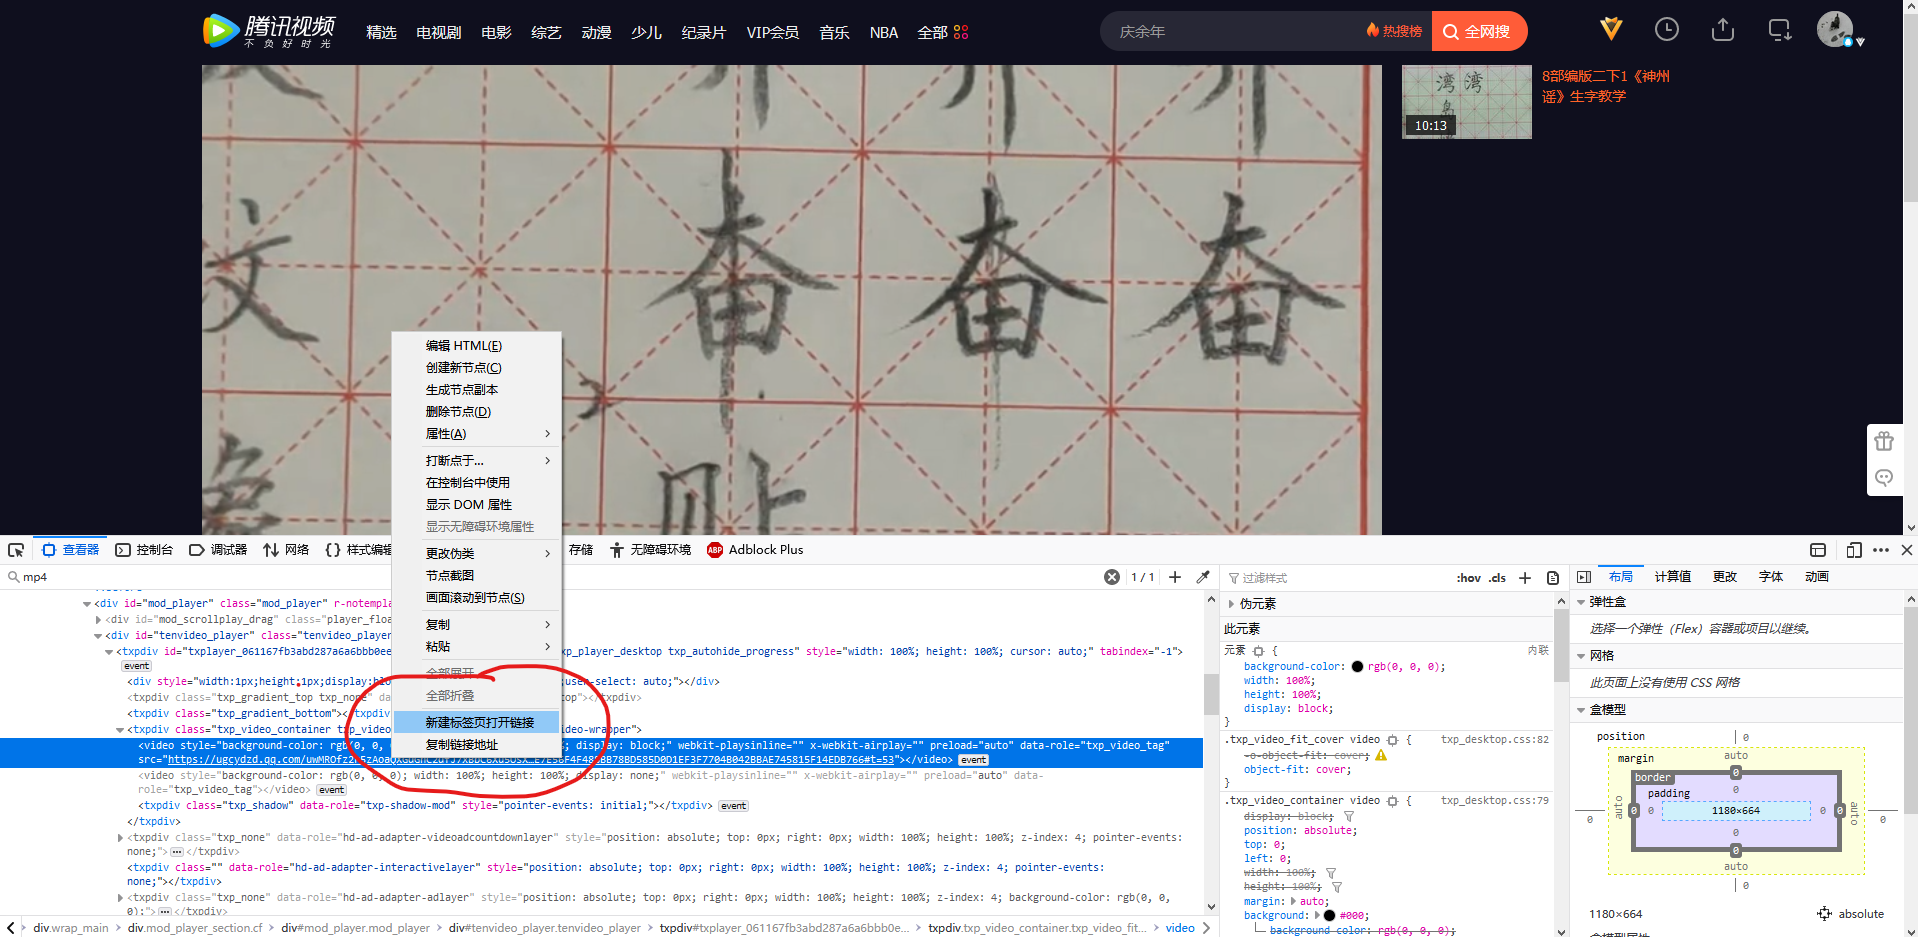 腾讯视频
不负好时光
精选 电视剧 电影 综艺 动漫 少儿 纪录片 VIP会员 音乐 NBA 全部
庆余年 热搜榜 全网搜
湾 湾
岛
10:13
8部编版二下1《神州
谣》生字教学
文 奋 奋 奋
编辑 HTML(E)
创建新节点(C)
生成节点副本
删除节点(D)
属性(A)
打断点于...
在控制台中使用
显示 DOM 属性
显示无障碍环境属性
更改伪类
节点截图
画面滚动到节点(S)
复制
粘贴
全部展开
全部折叠
新建标签页打开链接
复制链接地址
查看器 控制台 调试器 网络 {} 样式编辑 存储 无障碍环境 ABP Adblock Plus
mp4 1 / 1
<div id="mod_player" class="mod_player" r-notempla
<div id="mod_scrollplay_drag" class="player_floa
<div id="tenvideo_player" class="tenvideo_player
<txpdiv id="txplayer_061167fb3abd287a6a6bbb0ee xp_player_desktop txp_autohide_progress" style="width: 100%; height: 100%; cursor: auto;" tabindex="-1">
event
<div style="width:1px;height:1px;display:blo ;user-select: auto;"></div>
<txpdiv class="txp_gradient_top txp_none" da top"></txpdiv>
<txpdiv class="txp_gradient_bottom"></txpdiv
<txpdiv class="txp_video_container txp_video ideo-wrapper">
<video style="background-color: rgb(0, 0, %; display: block;" webkit-playsinline="" x-webkit-airplay="" preload="auto" data-role="txp_video_tag"
#t=53"></video> event
<video style="background-color: rgb(0, 0, 0); width: 100%; height: 100%; display: none;" webkit-playsinline="" x-webkit-airplay="" preload="auto" data-
role="txp_video_tag"></video> event
<txpdiv class="txp_shadow" data-role="txp-shadow-mod" style="pointer-events: initial;"></txpdiv> event
</txpdiv>
<txpdiv class="txp_none" data-role="hd-ad-adapter-videoadcountdownlayer" style="position: absolute; top: 0px; right: 0px; width: 100%; height: 100%; z-index: 4; pointer-events:
none;"></txpdiv>
<txpdiv class="" data-role="hd-ad-adapter-interactivelayer" style="position: absolute; top: 0px; right: 0px; width: 100%; height: 100%; z-index: 4; pointer-events:
none;"></txpdiv>
<txpdiv class="txp_none" data-role="hd-ad-adapter-adlayer" style="position: absolute; top: 0px; right: 0px; width: 100%; height: 100%; z-index: 4; background-color: rgb(0, 0,
0);"></txpdiv>
div.wrap_main > div.mod_player_section.cf > div#mod_player.mod_player > div#tenvideo_player.tenvideo_player > txpdiv#txplayer_061167fb3abd287a6a6bbb0e... > txpdiv.txp_video_container.txp_video_fit... > video
过滤样式 :hov .cls +
伪元素
此元素
元素 { 内联
background-color: rgb(0, 0, 0);
width: 100%;
height: 100%;
display: block;
}
.txp_video_fit_cover video { txp_desktop.css:82
-o-object-fit: cover;
object-fit: cover;
}
.txp_video_container video { txp_desktop.css:79
display: block;
position: absolute;
top: 0;
left: 0;
width: 100%;
height: 100%;
margin: auto;
background: #000;
background-color: rgb(0, 0, 0);
布局 计算值 更改 字体 动画
弹性盒
选择一个弹性（Flex）容器或项目以继续。
网格
此页面上没有使用 CSS 网格
盒模型
position 0
margin auto
border 0
padding 0
0 auto 0 0 1180×664 0 0 auto 0
0
0
auto
0
1180×664 absolute
盒模型属性